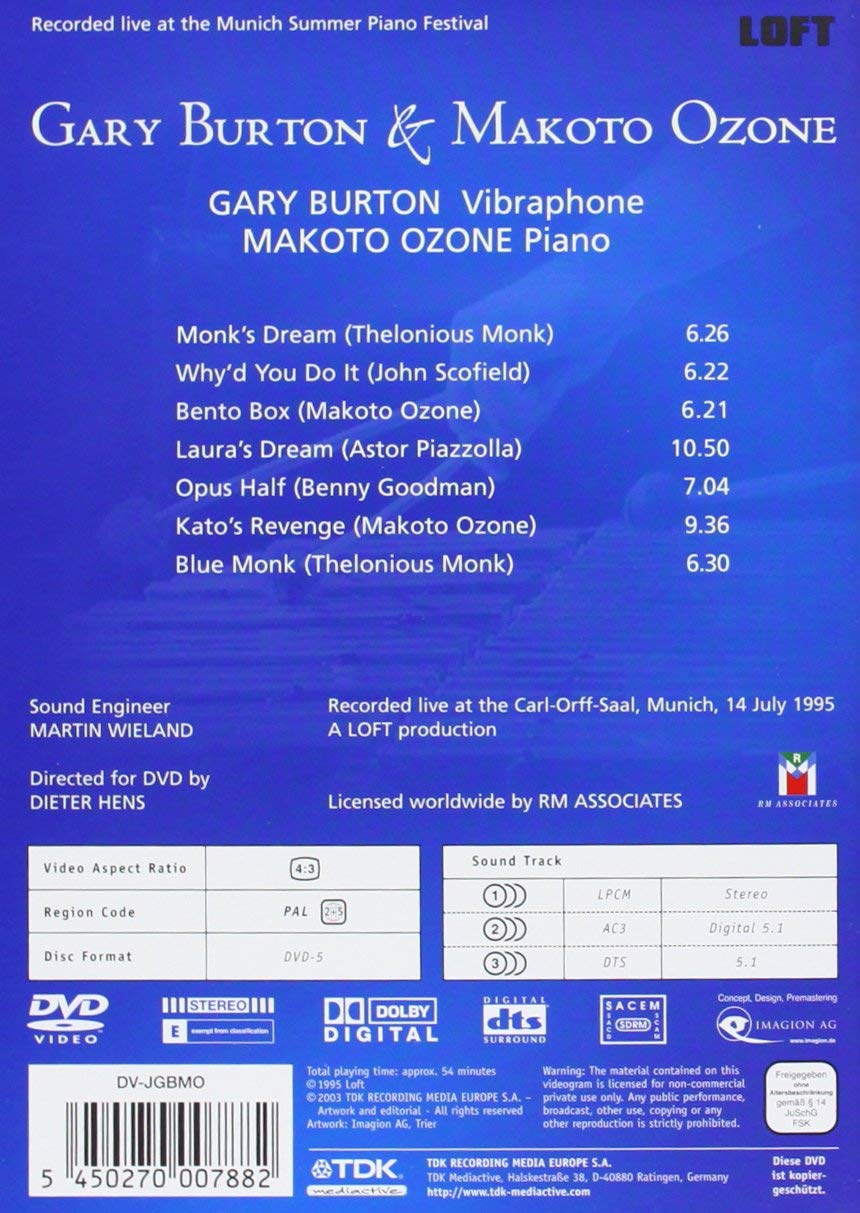 Recorded live at the Munich Summer Piano Festival
LOFT
GARY BURTON & MAKOTO OZONE
GARY BURTON Vibraphone
MAKOTO OZONE Piano
Monk's Dream (Thelonious Monk) 6.26
Why'd You Do It (John Scofield) 6.22
Bento Box (Makoto Ozone) 6.21
Laura's Dream (Astor Piazzolla) 10.50
Opus Half (Benny Goodman) 7.04
Kato's Revenge (Makoto Ozone) 9.36
Blue Monk (Thelonious Monk) 6.30
Sound Engineer
MARTIN WIELAND
Recorded live at the Carl-Orff-Saal, Munich, 14 July 1995
A LOFT production
Directed for DVD by
DIETER HENS
Licensed worldwide by RM ASSOCIATES
R
M
RM ASSOCIATES
Video Aspect Ratio 4:3
Region Code PAL 2+5
Disc Format DVD-5
Sound Track
1 LPCM Stereo
2 AC3 Digital 5.1
3 DTS 5.1
DVD
VIDEO
STEREO
E exempt from classification
DOLBY
DIGITAL
DIGITAL
dts
SURROUND
SACEM
SACD
SDRM
SCAM
Concept, Design, Premastering
IMAGION AG
www.imagion.de
DV-JGBMO
5 450270 007882
Total playing time: approx. 54 minutes
© 1995 Loft
© 2003 TDK RECORDING MEDIA EUROPE S.A. –
Artwork and editorial · All rights reserved
Artwork: Imagion AG, Trier
Warning: The material contained on this
videogram is licensed for non-commercial
private use only. Any public performance,
broadcast, other use, copying or any
other reproduction is strictly prohibited.
Freigegeben
ohne
Altersbeschränkung
gemäß § 14
JuSchG
FSK
TDK
mediactive
TDK RECORDING MEDIA EUROPE S.A.
TDK Mediactive, Halskestraße 38, D-40880 Ratingen, Germany
http://www.tdk-mediactive.com
Diese DVD
ist kopier-
geschützt.